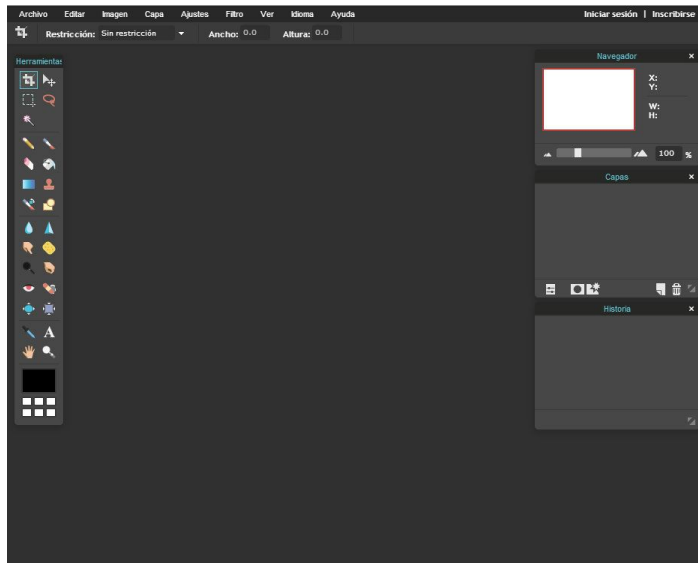 Archivo Editar Imagen Capa Ajustes Filtro Ver Idioma Ayuda Iniciar sesión | Inscribirse
Restricción: Sin restricción Ancho: 0.0 Altura: 0.0
Herramientas
Navegador
X:
Y:
W:
H:
100 %
Capas
Historia
A